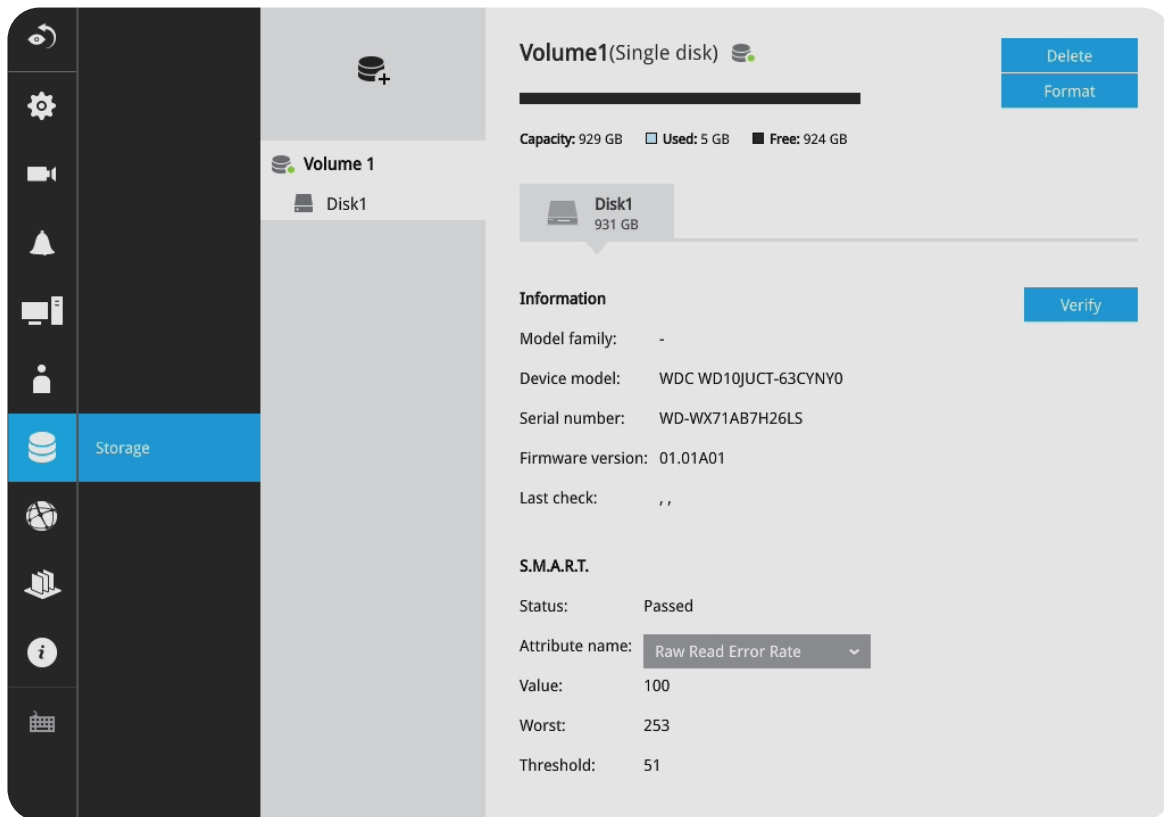 Volume1(Single disk)
Delete
Format
Capacity: 929 GB Used: 5 GB Free: 924 GB
Volume 1
Disk1
Disk1
931 GB
Information
Verify
Model family: -
Device model: WDC WD10JUCT-63CYNY0
Serial number: WD-WX71AB7H26LS
Storage
Firmware version: 01.01A01
Last check: , ,
S.M.A.R.T.
Status: Passed
Attribute name: Raw Read Error Rate
Value: 100
Worst: 253
Threshold: 51